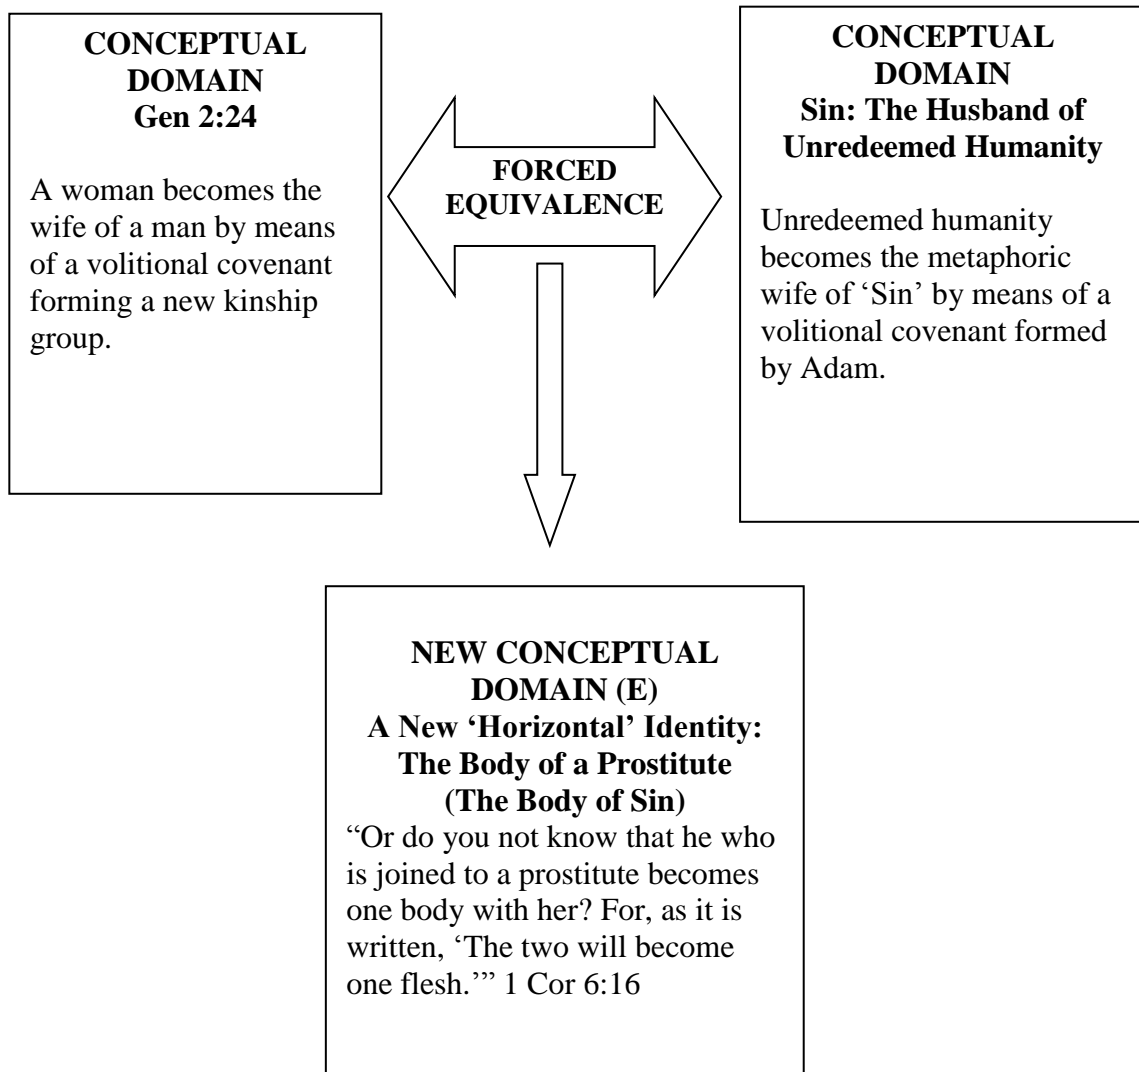 CONCEPTUAL
DOMAIN
Gen 2:24
A woman becomes the
wife of a man by means
of a volitional covenant
forming a new kinship
group.
FORCED
EQUIVALENCE
CONCEPTUAL
DOMAIN
Sin: The Husband of
Unredeemed Humanity
Unredeemed humanity
becomes the metaphoric
wife of ‘Sin’ by means of a
volitional covenant formed
by Adam.
NEW CONCEPTUAL
DOMAIN (E)
A New ‘Horizontal’ Identity:
The Body of a Prostitute
(The Body of Sin)
“Or do you not know that he who
is joined to a prostitute becomes
one body with her? For, as it is
written, ‘The two will become
one flesh.’” 1 Cor 6:16